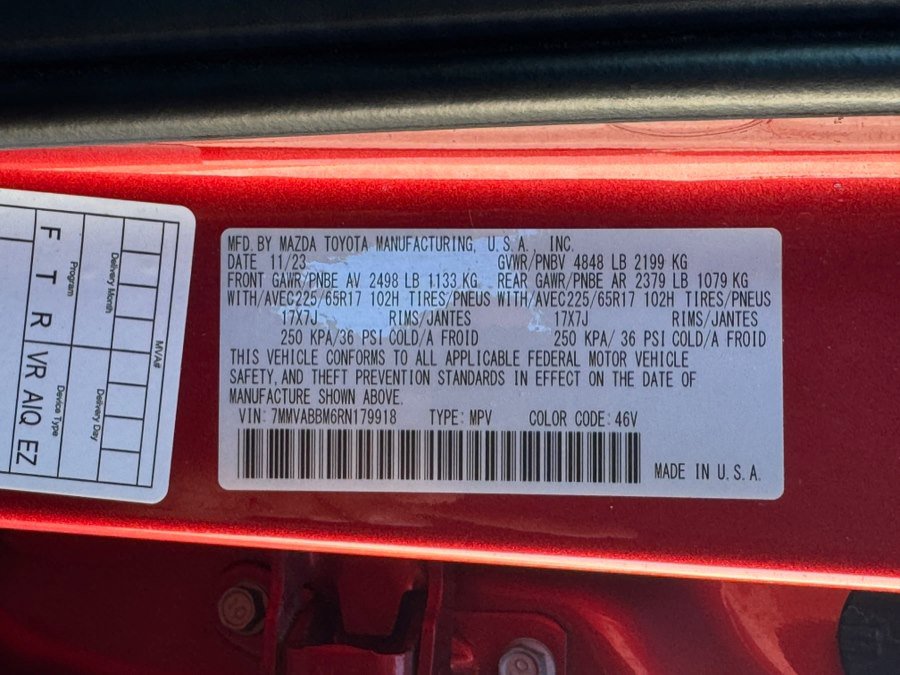 MFD. BY MAZDA TOYOTA MANUFACTURING, U.S.A., INC.
DATE 11/23 GVWR/PNBV 4848 LB 2199 KG
FRONT GAWR/PNBE AV 2498 LB 1133 KG REAR GAWR/PNBE AR 2379 LB 1079 KG
WITH/AVEC225/65R17 102H TIRES/PNEUS WITH/AVEC225/65R17 102H TIRES/PNEUS
17X7J RIMS/JANTES 17X7J RIMS/JANTES
250 KPA/36 PSI COLD/A FROID 250 KPA/ 36 PSI COLD/A FROID
THIS VEHICLE CONFORMS TO ALL APPLICABLE FEDERAL MOTOR VEHICLE
SAFETY, AND THEFT PREVENTION STANDARDS IN EFFECT ON THE DATE OF
MANUFACTURE SHOWN ABOVE.
VIN: 7MMVABBM6RN179918 TYPE: MPV COLOR CODE: 46V
MADE IN U.S.A.
MVA#
Delivery Month
Delivery Day
Program
Device Type
F T R VR AIQ EZ